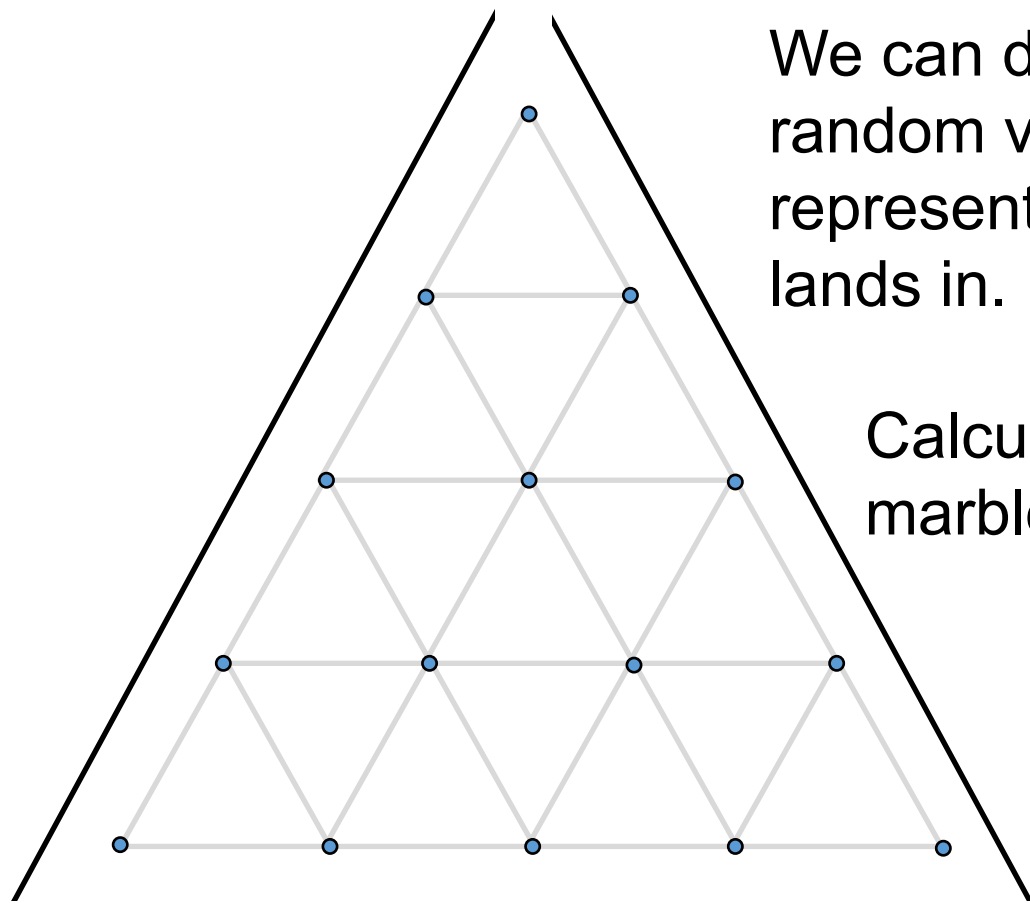 We can d
random v
represent
lands in.
Calcu
marble